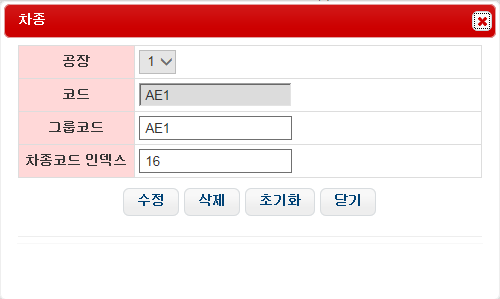 차종
공장 1
코드 AE1
그룹코드 AE1
차종코드 인덱스 16
수정 삭제 초기화 닫기